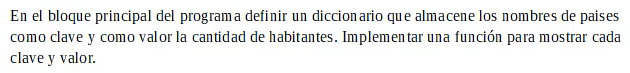 En el bloque principal del programa definir un diccionario que almacene los nombres de paises
como clave y como valor la cantidad de habitantes. Implementar una función para mostrar cada
clave y valor.